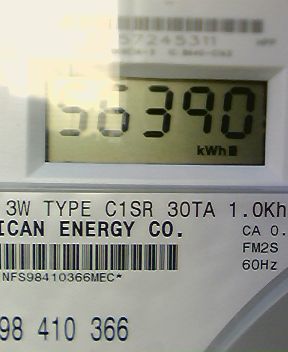 57245311
56390
kWh
3W TYPE C1SR 30TA 1.0Kh
ICAN ENERGY CO. CA 0.
FM2S
60Hz
NFS98410366MEC*
98 410 366